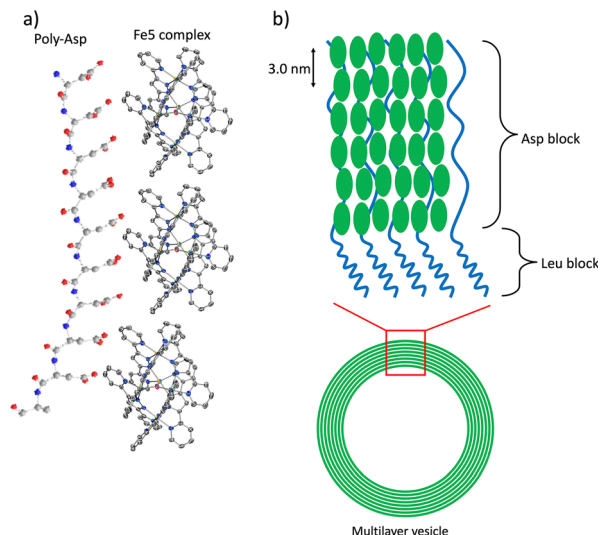 a)
Poly-Asp
Fe5 complex
b)
3.0 nm
Asp block
Leu block
Multilayer vesicle